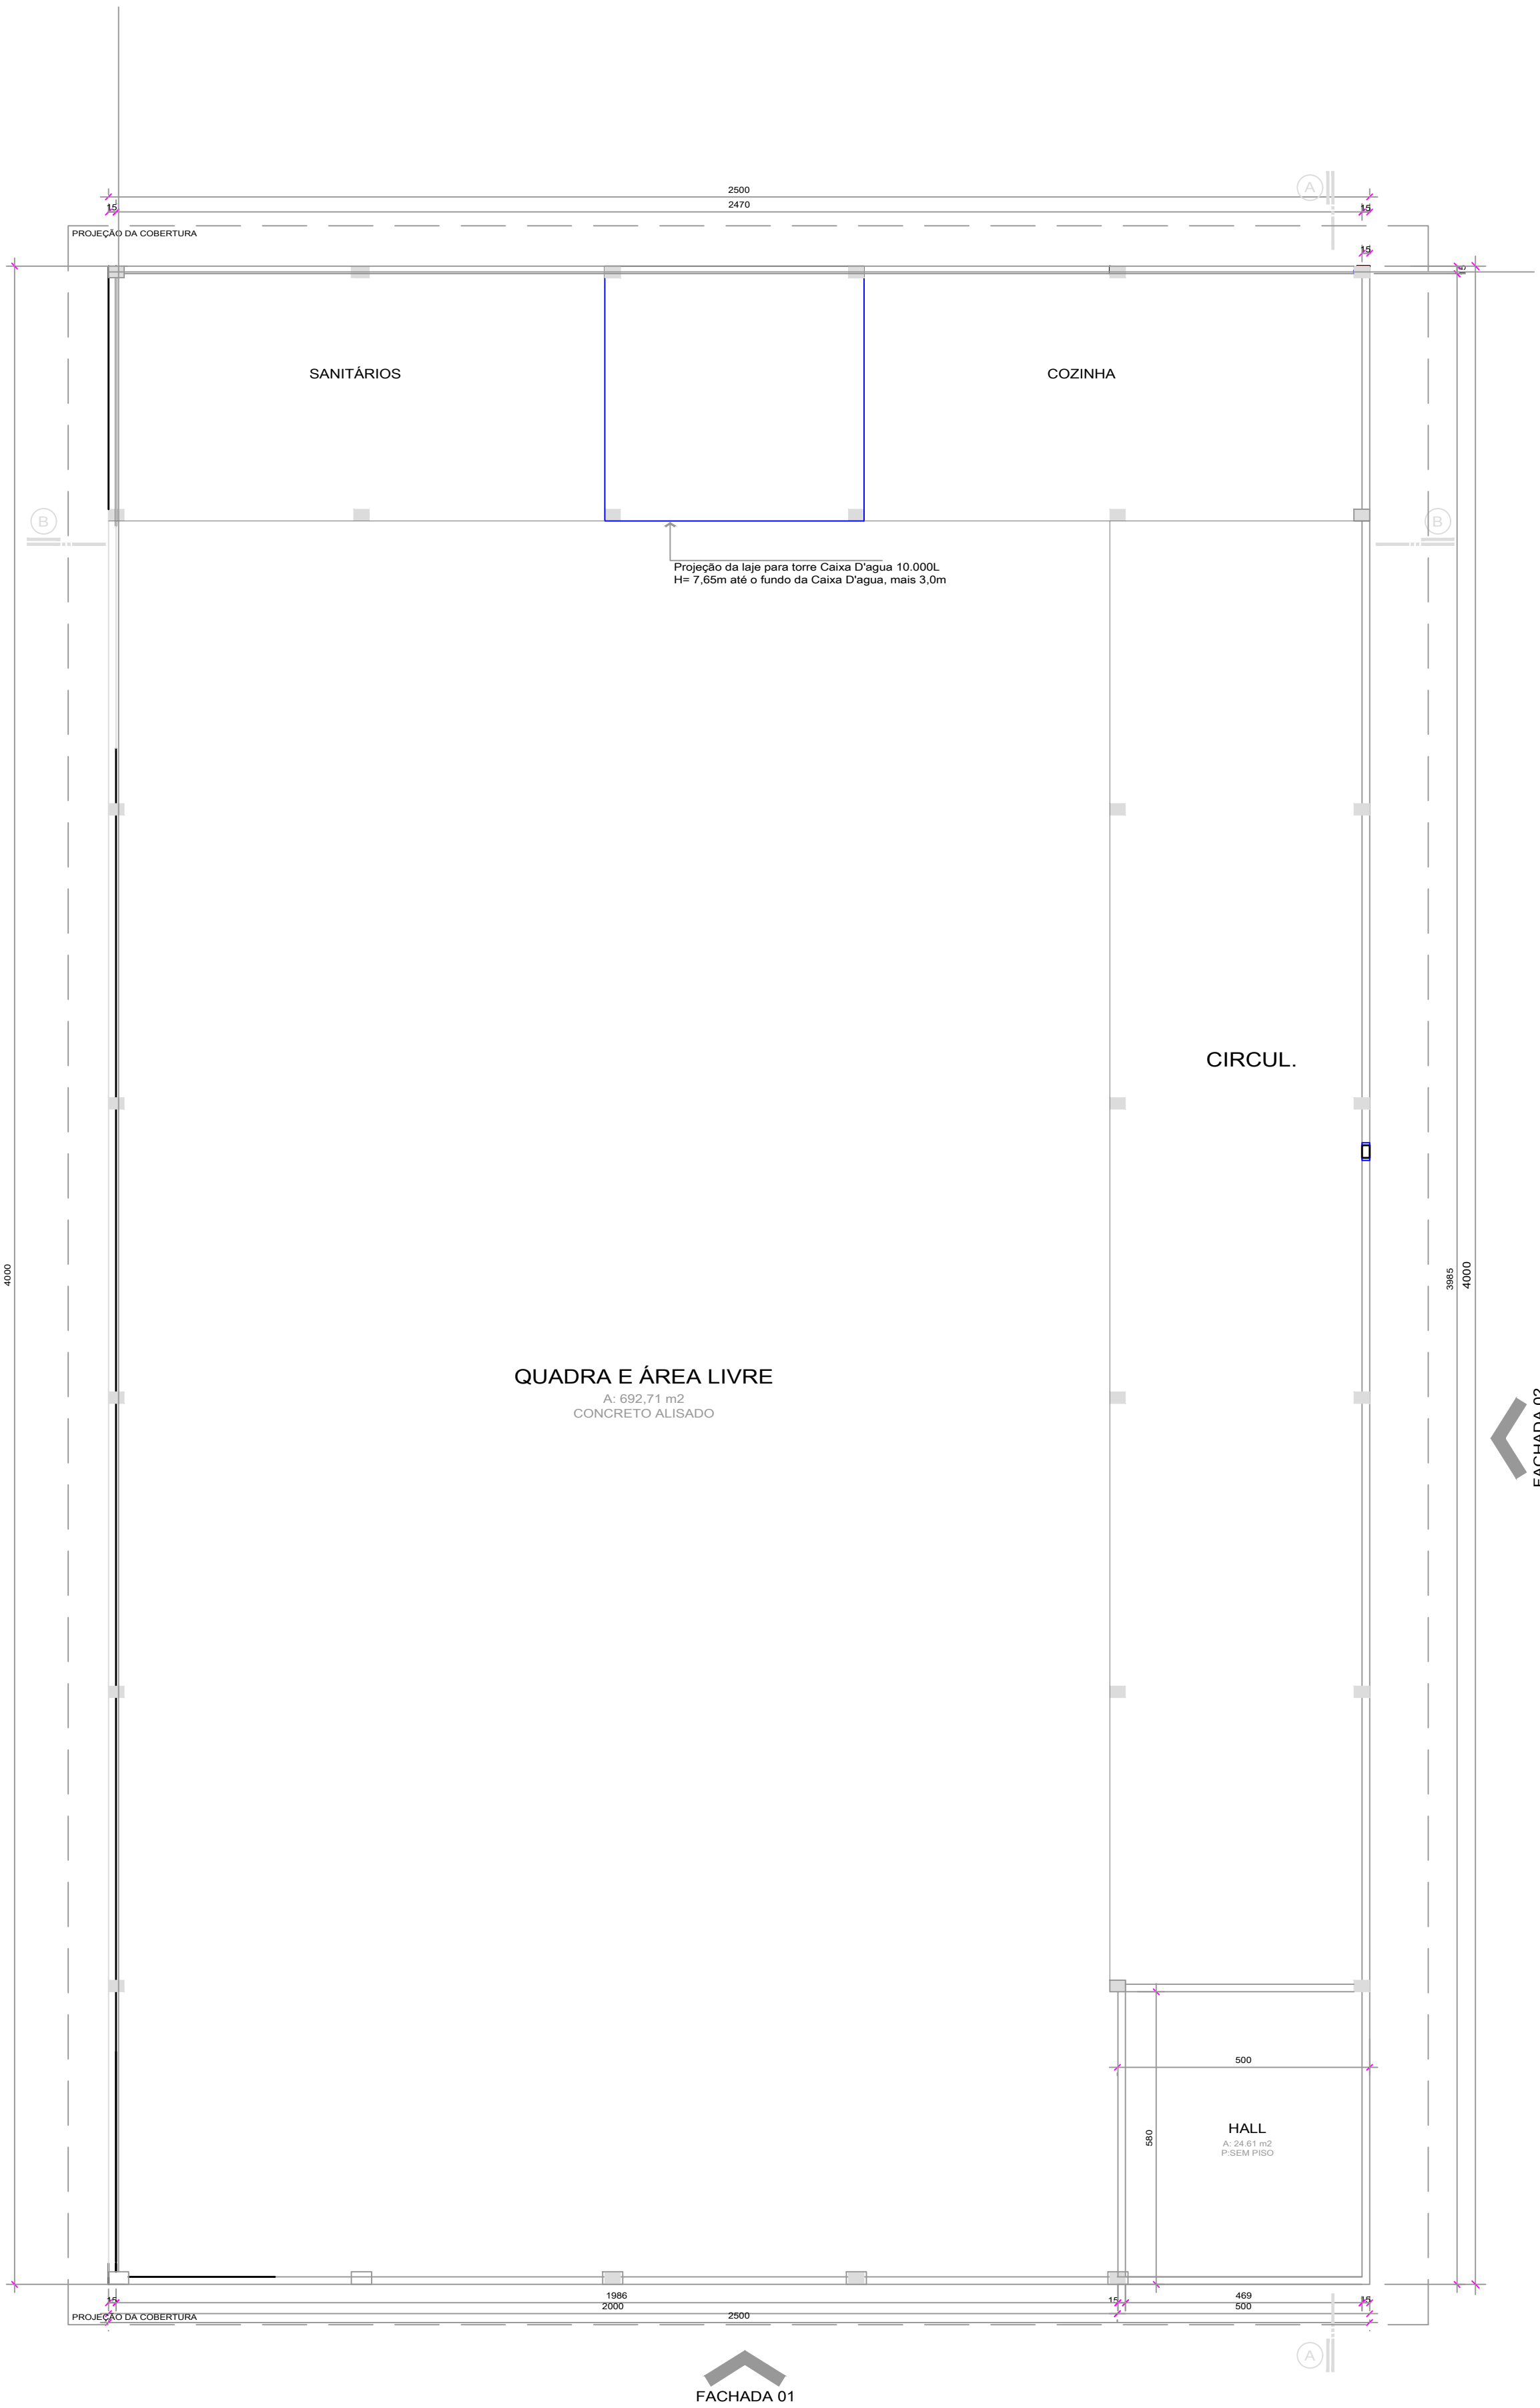 2500
A
15
2470
15
PROJEÇÃO DA COBERTURA
15
15
SANITÁRIOS
COZINHA
B
B
Projeção da laje para torre Caixa D'agua 10.000L
H= 7,65m até o fundo da Caixa D'agua, mais 3,0m
CIRCUL.
4000
3985
4000
QUADRA E ÁREA LIVRE
A: 692,71 m2
CONCRETO ALISADO
FACHADA 02
500
HALL
A: 24.61 m2
P:SEM PISO
580
15
1986
15
469
15
2000
500
PROJEÇÃO DA COBERTURA
2500
A
FACHADA 01